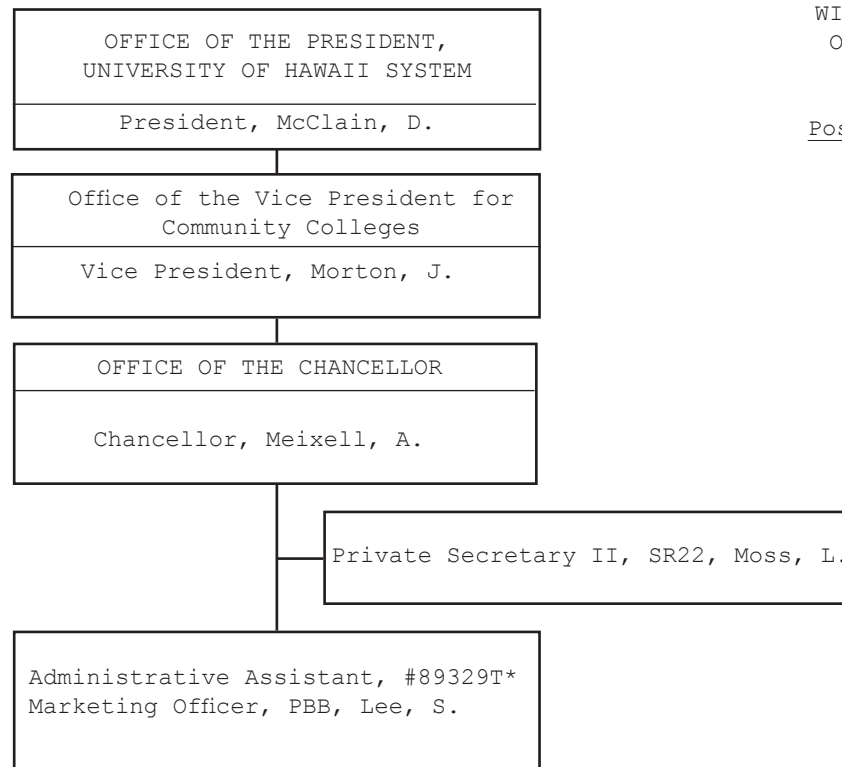 OFFICE OF THE PRESIDENT,
UNIVERSITY OF HAWAII SYSTEM
President, McClain, D.
Office of the Vice President for
Community Colleges
Vice President, Morton, J.
OFFICE OF THE CHANCELLOR
Chancellor, Meixell, A.
Private Secretary II, SR22, Moss, L.
Administrative Assistant, #89329T*
Marketing Officer, PBB, Lee, S.